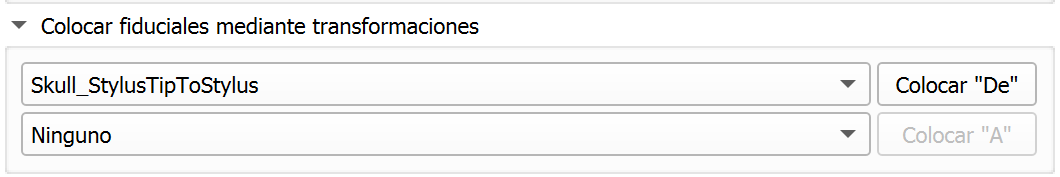 Colocar fiduciales mediante transformaciones
Skull_StylusTipToStylus Colocar "De"
Ninguno Colocar "A"